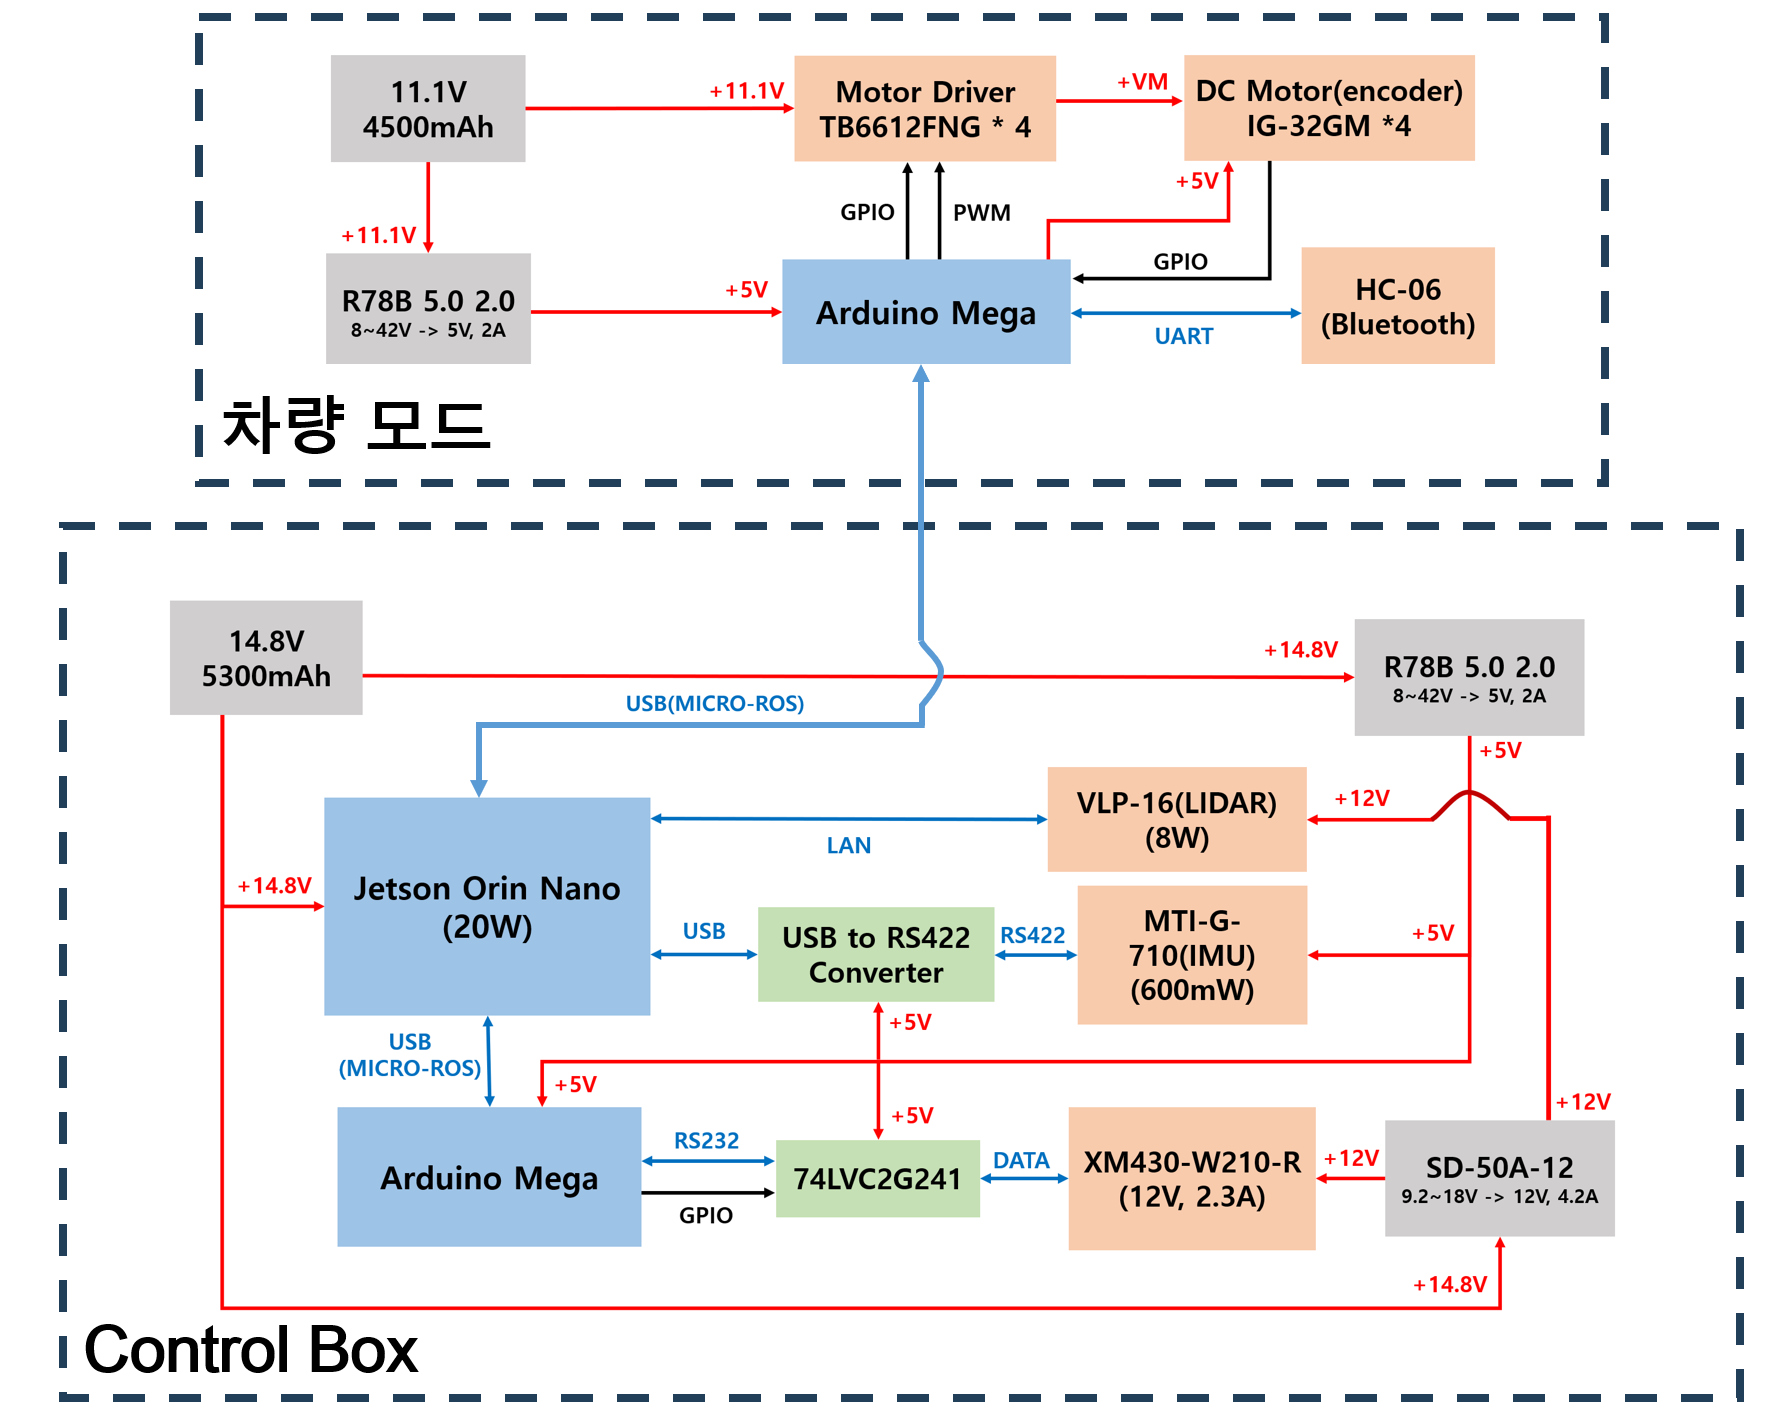 11.1V
4500mAh
+11.1V
Motor Driver
TB6612FNG * 4
+VM
DC Motor(encoder)
IG-32GM *4
+11.1V
GPIO
PWM
+5V
GPIO
R78B 5.0 2.0
8~42V -> 5V, 2A
+5V
Arduino Mega
UART
HC-06
(Bluetooth)
차량 모드
14.8V
5300mAh
+14.8V
R78B 5.0 2.0
8~42V -> 5V, 2A
USB(MICRO-ROS)
+5V
VLP-16(LIDAR)
(8W)
+12V
LAN
+14.8V
Jetson Orin Nano
(20W)
USB
USB to RS422
Converter
RS422
MTI-G-
710(IMU)
(600mW)
+5V
+5V
USB
(MICRO-ROS)
+5V
+5V
+12V
Arduino Mega
RS232
GPIO
74LVC2G241
DATA
XM430-W210-R
(12V, 2.3A)
+12V
SD-50A-12
9.2~18V -> 12V, 4.2A
+14.8V
Control Box